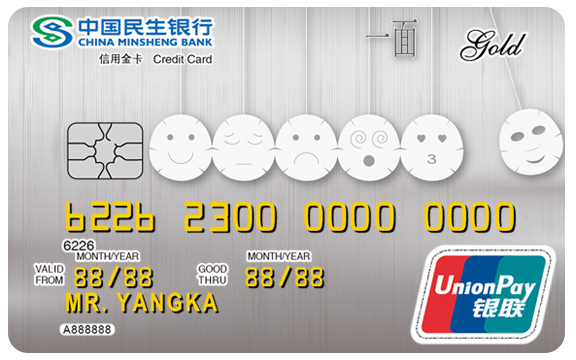 中国民生银行
CHINA MINSHENG BANK
信用金卡 Credit Card
一面
Gold
3
6226 2300 0000 0000
6226
MONTH/YEAR MONTH/YEAR
VALID FROM 88/88 GOOD THRU 88/88
MR. YANGKA
A888888
UnionPay
银联